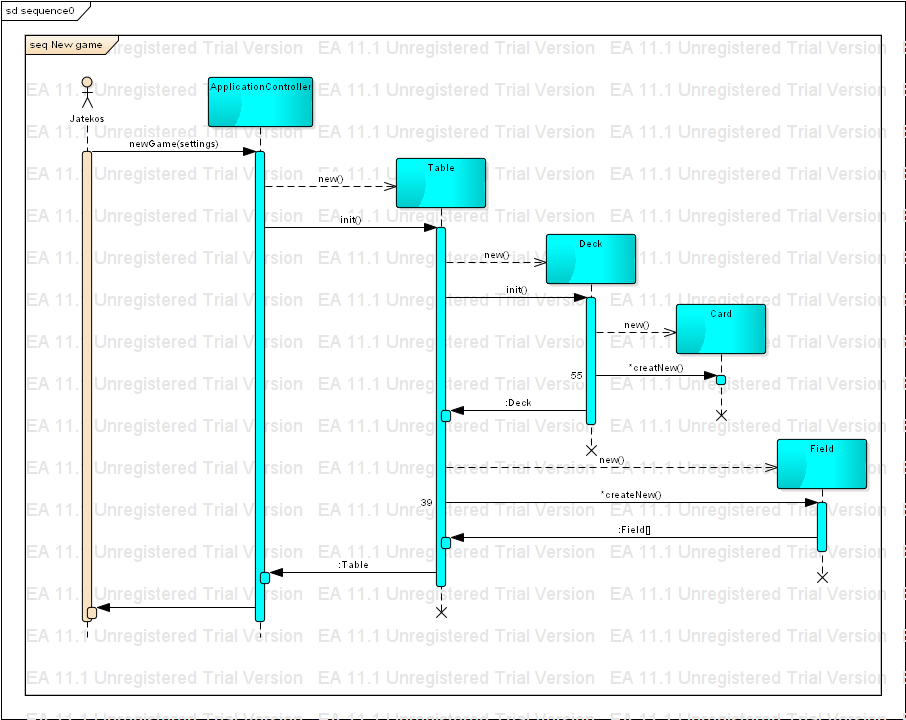 sd sequence0
seq New game
EA 11.1 Unregistered Trial Version
Jatekos
ApplicationController
newGame(settings)
Table
new()
init()
Deck
new()
init()
Card
new()
55
*creatNew()
:Deck
Field
new()
39
*createNew()
:Field[]
:Table